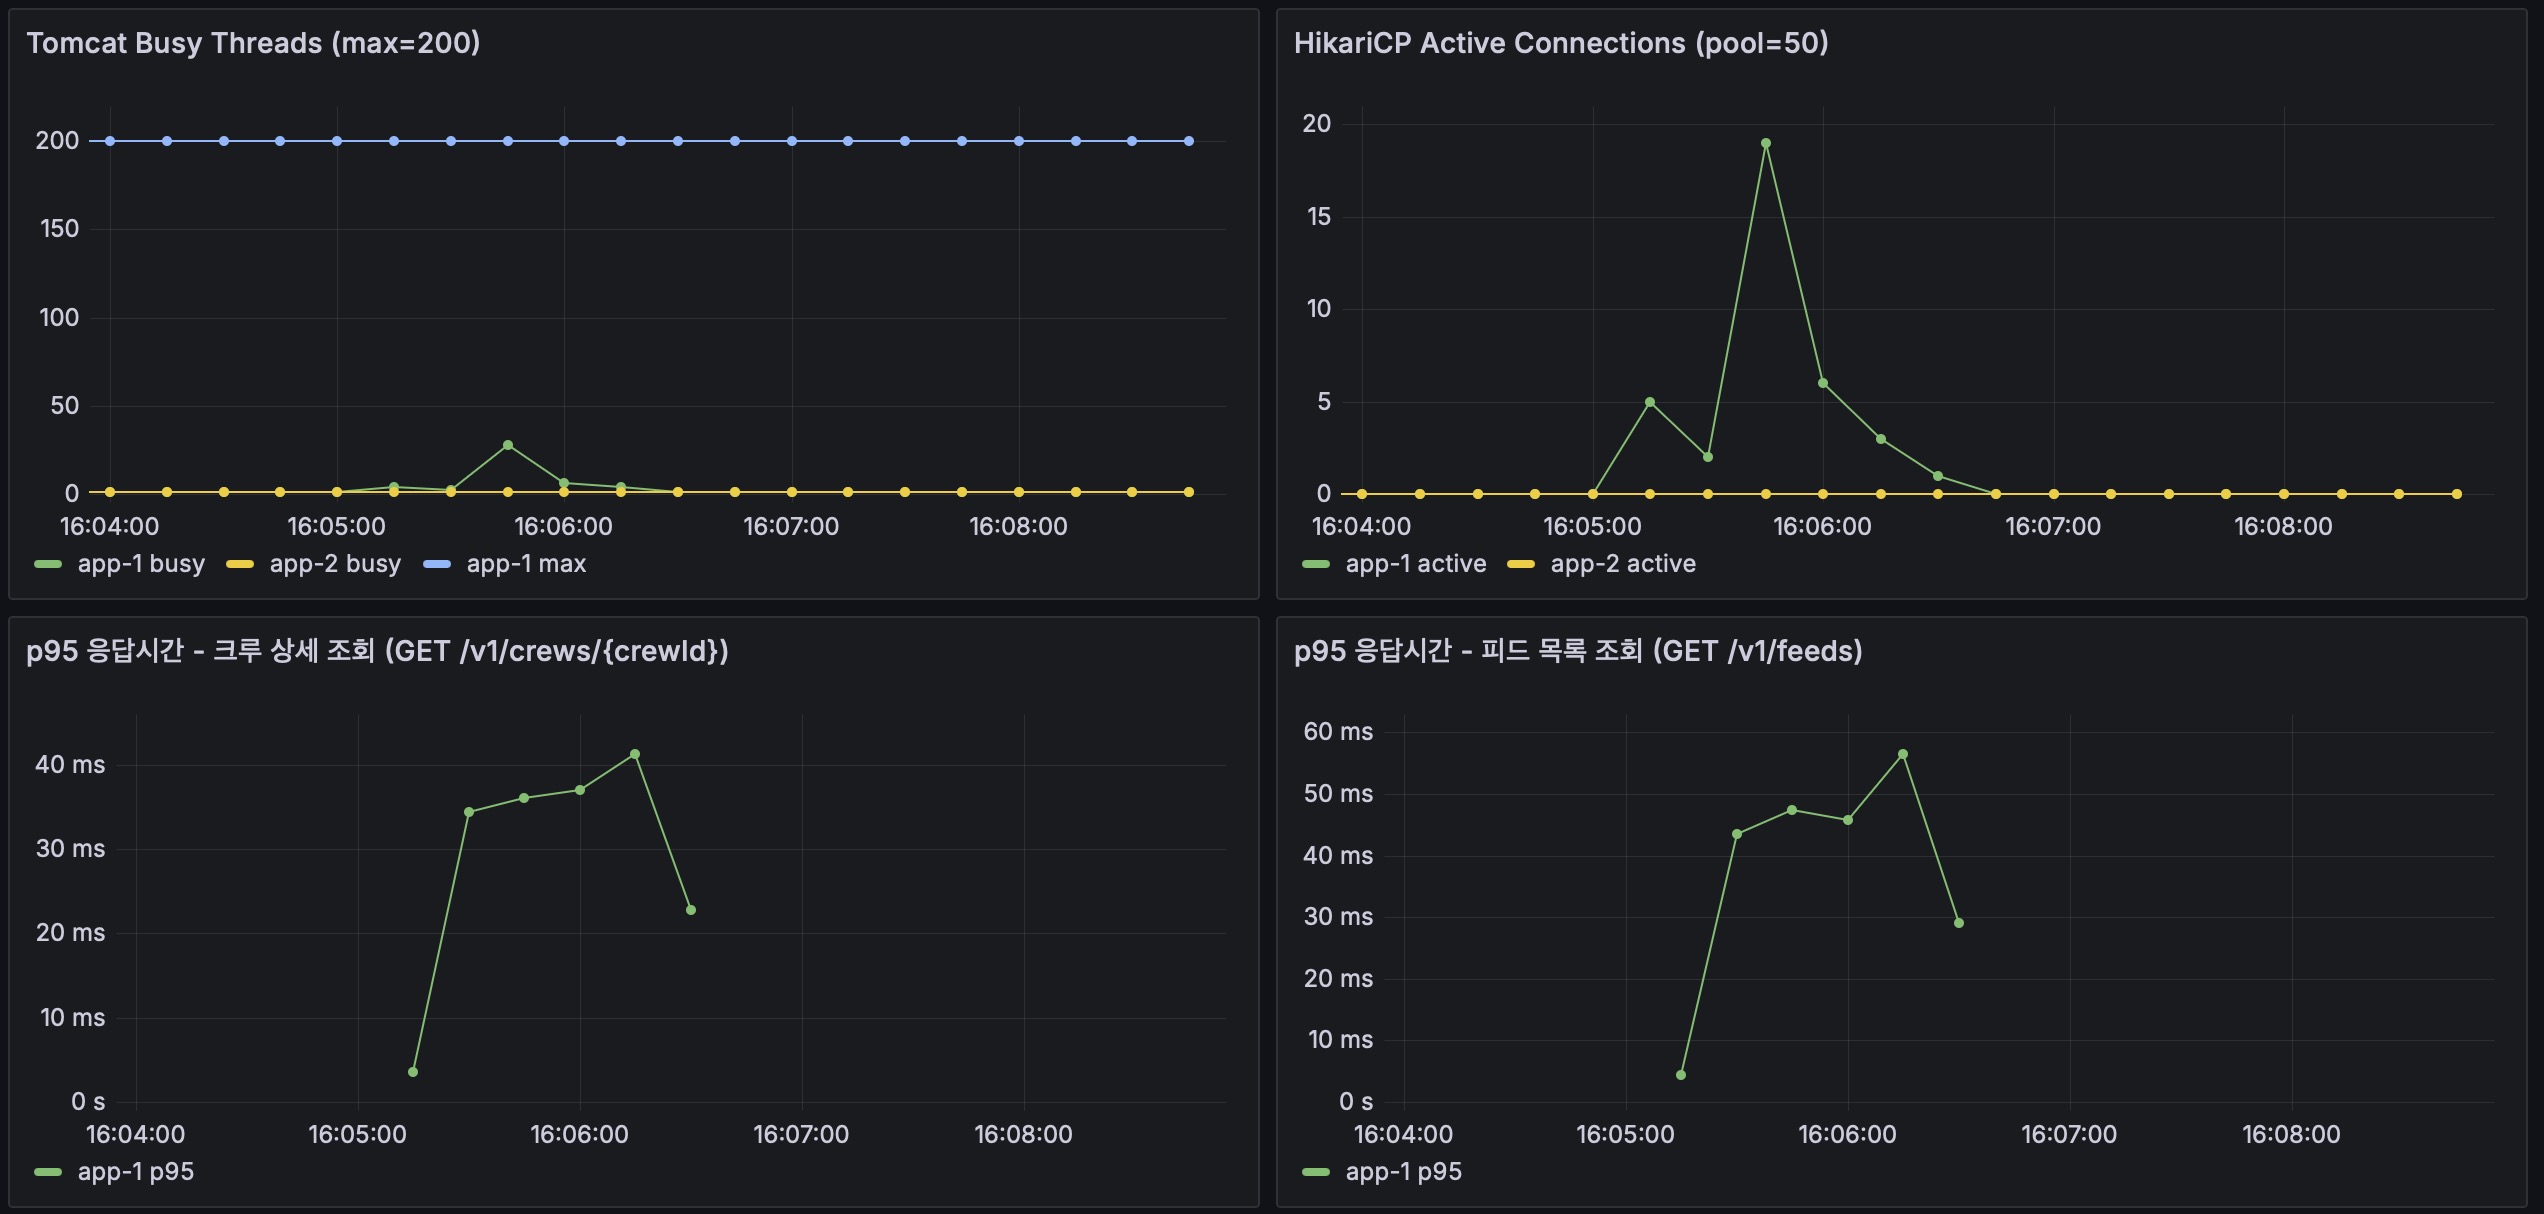 Tomcat Busy Threads (max=200)
200
150
100
50
0
16:04:00 16:05:00 16:06:00 16:07:00 16:08:00
app-1 busy app-2 busy app-1 max
HikariCP Active Connections (pool=50)
20
15
10
5
0
16:04:00 16:05:00 16:06:00 16:07:00 16:08:00
app-1 active app-2 active
p95 응답시간 - 크루 상세 조회 (GET /v1/crews/{crewId})
40 ms
30 ms
20 ms
10 ms
0 s
16:04:00 16:05:00 16:06:00 16:07:00 16:08:00
app-1 p95
p95 응답시간 - 피드 목록 조회 (GET /v1/feeds)
60 ms
50 ms
40 ms
30 ms
20 ms
10 ms
0 s
16:04:00 16:05:00 16:06:00 16:07:00 16:08:00
app-1 p95